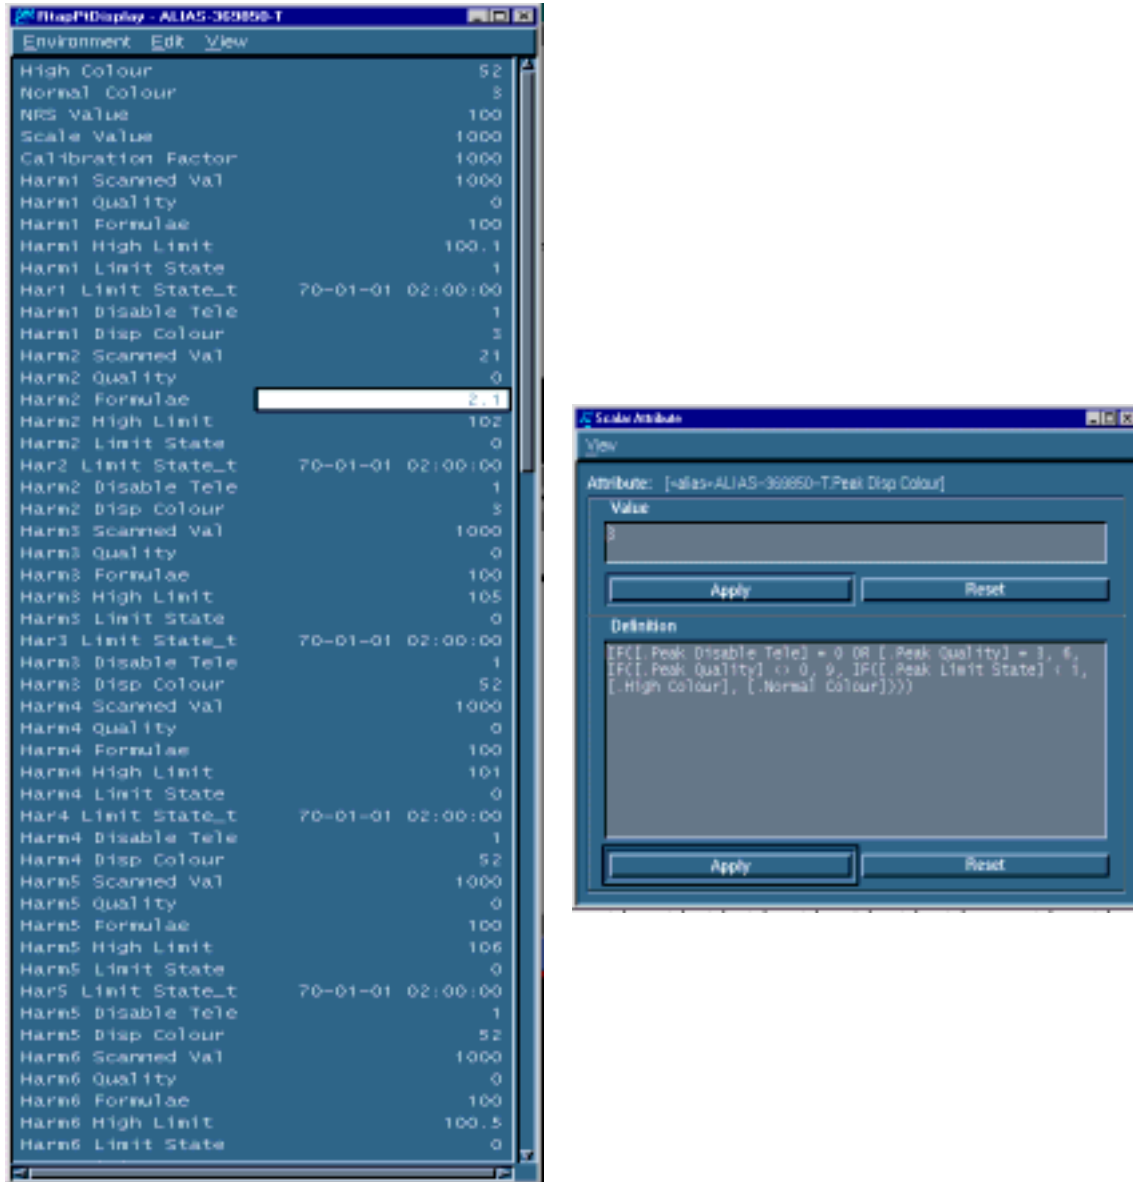 RtapPtDisplay - ALIAS-369850-T
Environment Edit View
High Colour 52
Normal Colour 3
NRS Value 100
Scale Value 1000
Calibration Factor 1000
Harm1 Scanned Val 1000
Harm1 Quality 0
Harm1 Formulae 100
Harm1 High Limit 100.1
Harm1 Limit State 1
Har1 Limit State_t 70-01-01 02:00:00
Harm1 Disable Tele 1
Harm1 Disp Colour 3
Harm2 Scanned Val 21
Harm2 Quality 0
Harm2 Formulae 2.1
Harm2 High Limit 102
Harm2 Limit State 0
Har2 Limit State_t 70-01-01 02:00:00
Harm2 Disable Tele 1
Harm2 Disp Colour 3
Harm3 Scanned Val 1000
Harm3 Quality 0
Harm3 Formulae 100
Harm3 High Limit 105
Harm3 Limit State 0
Har3 Limit State_t 70-01-01 02:00:00
Harm3 Disable Tele 1
Harm3 Disp Colour 52
Harm4 Scanned Val 1000
Harm4 Quality 0
Harm4 Formulae 100
Harm4 High Limit 101
Harm4 Limit State 0
Har4 Limit State_t 70-01-01 02:00:00
Harm4 Disable Tele 1
Harm4 Disp Colour 52
Harm5 Scanned Val 1000
Harm5 Quality 0
Harm5 Formulae 100
Harm5 High Limit 106
Harm5 Limit State 0
Har5 Limit State_t 70-01-01 02:00:00
Harm5 Disable Tele 1
Harm5 Disp Colour 52
Harm6 Scanned Val 1000
Harm6 Quality 0
Harm6 Formulae 100
Harm6 High Limit 100.5
Harm6 Limit State 0
Scalar Attribute
View
Attribute: [<alias>ALIAS-369850-T.Peak Disp Colour]
Value
3
Apply Reset
Definition
IF([.Peak Disable Tele] = 0 OR [.Peak Quality] = 3, 6,
IF([.Peak Quality] <> 0, 9, IF([.Peak Limit State] < 1,
[.High Colour], [.Normal Colour])))
Apply Reset